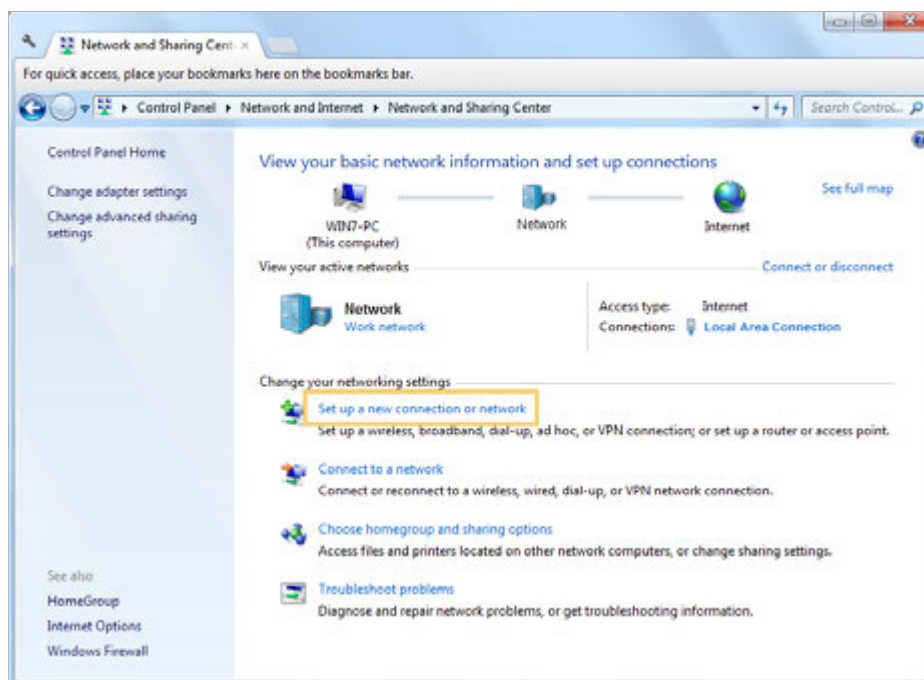 Network and Sharing Cent
For quick access, place your bookmarks here on the bookmarks bar.
Control Panel Network and Internet Network and Sharing Center Search Control...
Control Panel Home
Change adapter settings
Change advanced sharing
settings
View your basic network information and set up connections
See full map
WIN7-PC
(This computer)
Network
Internet
View your active networks
Connect or disconnect
Network
Work network
Access type: Internet
Connections: Local Area Connection
Change your networking settings
Set up a new connection or network
Set up a wireless, broadband, dial-up, ad hoc, or VPN connection; or set up a router or access point.
Connect to a network
Connect or reconnect to a wireless, wired, dial-up, or VPN network connection.
Choose homegroup and sharing options
Access files and printers located on other network computers, or change sharing settings.
Troubleshoot problems
Diagnose and repair network problems, or get troubleshooting information.
See also
HomeGroup
Internet Options
Windows Firewall